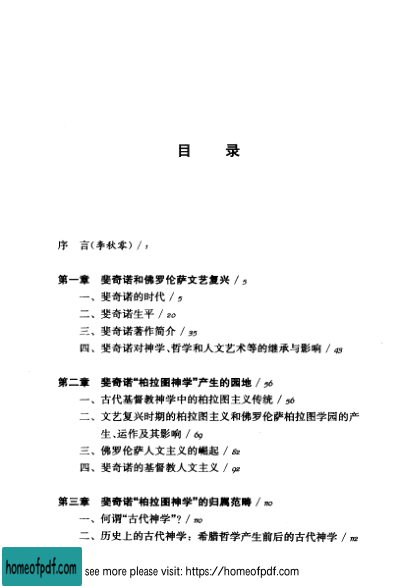 目 录
序 言(李秋零) / 1
第一章 斐奇诺和佛罗伦萨文艺复兴 / 5
一、斐奇诺的时代 / 5
二、斐奇诺生平 / 20
三、斐奇诺著作简介 / 35
四、斐奇诺对神学、哲学和人文艺术等的继承与影响 / 43
第二章 斐奇诺“柏拉图神学”产生的园地 / 56
一、古代基督教神学中的柏拉图主义传统 / 56
二、文艺复兴时期的柏拉图主义和佛罗伦萨柏拉图学园的产
生、运作及其影响 / 69
三、佛罗伦萨人文主义的崛起 / 82
四、斐奇诺的基督教人文主义 / 92
第三章 斐奇诺“柏拉图神学”的归属范畴 / 110
一、何谓“古代神学”? / 110
二、历史上的古代神学：希腊哲学产生前后的古代神学 / 112
homeofpdf.com
homeofpdf.com see more please visit: https://homeofpdf.com